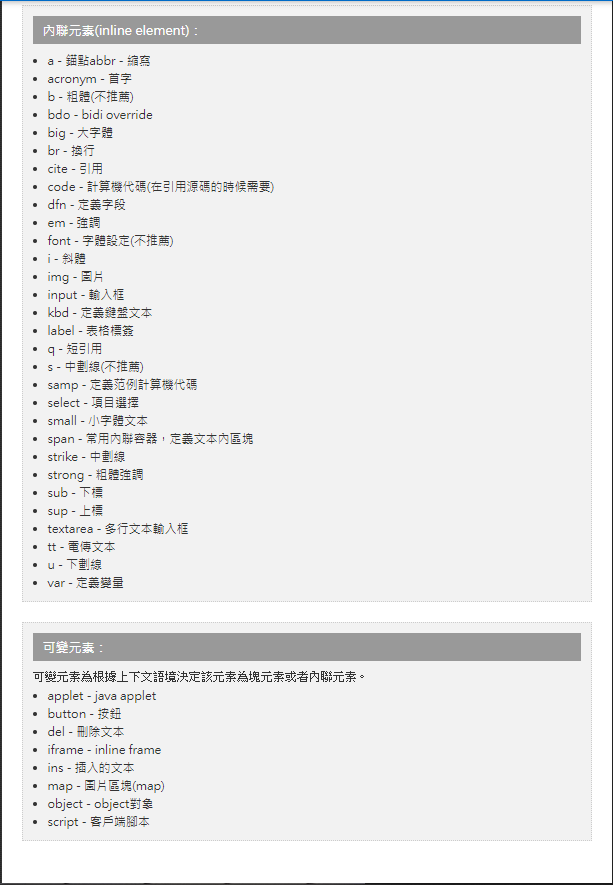 內聯元素(inline element)：
a - 錨點abbr - 縮寫
acronym - 首字
b - 粗體(不推薦)
bdo - bidi override
big - 大字體
br - 換行
cite - 引用
code - 計算機代碼(在引用源碼的時候需要)
dfn - 定義字段
em - 強調
font - 字體設定(不推薦)
i - 斜體
img - 圖片
input - 輸入框
kbd - 定義鍵盤文本
label - 表格標簽
q - 短引用
s - 中劃線(不推薦)
samp - 定義范例計算機代碼
select - 項目選擇
small - 小字體文本
span - 常用內聯容器，定義文本內區塊
strike - 中劃線
strong - 粗體強調
sub - 下標
sup - 上標
textarea - 多行文本輸入框
tt - 電傳文本
u - 下劃線
var - 定義變量
可變元素：
可變元素為根據上下文語境決定該元素為塊元素或者內聯元素。
applet - java applet
button - 按鈕
del - 刪除文本
iframe - inline frame
ins - 插入的文本
map - 圖片區塊(map)
object - object對象
script - 客戶端腳本